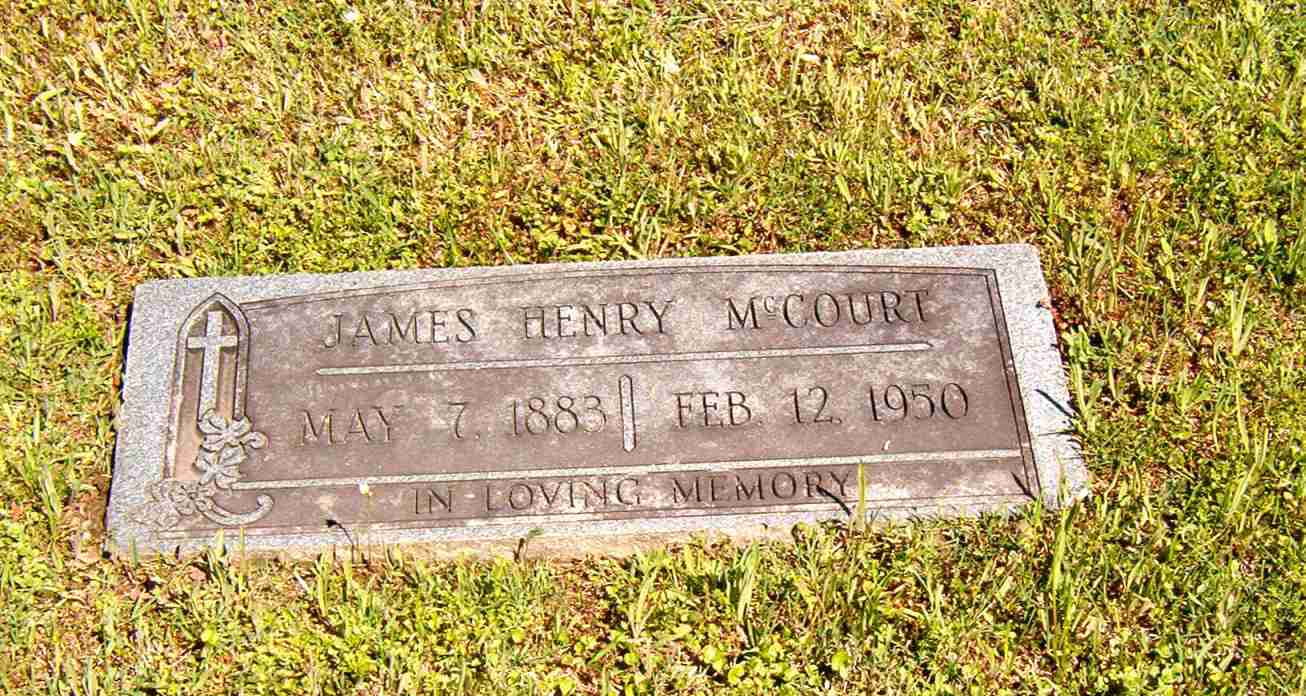 JAMES HENRY McCOURT
MAY 7, 1883 FEB. 12, 1950
IN LOVING MEMORY